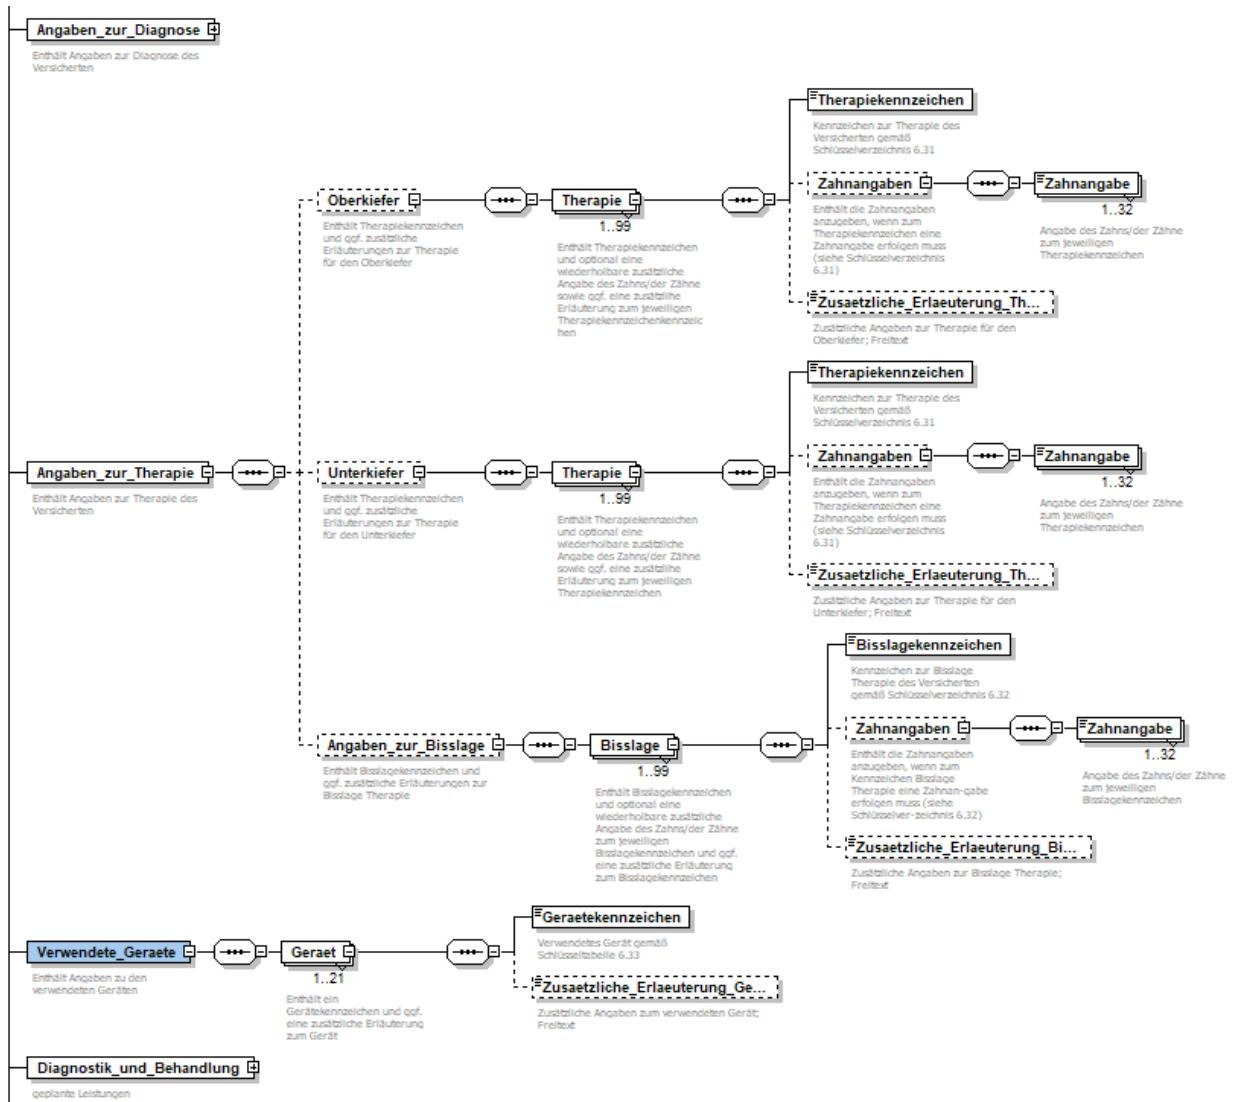 Angaben_zur_Diagnose
Enthält Angaben zur Diagnose des
Versicherten
Therapiekennzeichen
Kennzeichen zur Therapie des
Versicherten gemäß
Schlüsselverzeichnis 6.31
Oberkiefer
Enthält Therapiekennzeichen
und ggf. zusätzliche
Erläuterungen zur Therapie
für den Oberkiefer
Therapie
1..99
Enthält Therapiekennzeichen
und optional eine
wiederholbare zusätzliche
Angabe des Zahns/der Zähne
sowie ggf. eine zusätzlihe
Erläuterung zum jeweiligen
Therapiekennzeichenkennzeic
hen
Zahnangaben
Enthält die Zahnangaben
anzugeben, wenn zum
Therapiekennzeichen eine
Zahnangabe erfolgen muss
(siehe Schlüsselverzeichnis
6.31)
Zahnangabe
1..32
Angabe des Zahns/der Zähne
zum jeweiligen
Therapiekennzeichen
Zusaetzliche_Erlaeuterung_Th...
Zusätzliche Angaben zur Therapie für den
Oberkiefer; Freitext
Therapiekennzeichen
Kennzeichen zur Therapie des
Versicherten gemäß
Schlüsselverzeichnis 6.31
Angaben_zur_Therapie
Enthält Angaben zur Therapie des
Versicherten
Unterkiefer
Enthält Therapiekennzeichen
und ggf. zusätzliche
Erläuterungen zur Therapie
für den Unterkiefer
Therapie
1..99
Enthält Therapiekennzeichen
und optional eine
wiederholbare zusätzliche
Angabe des Zahns/der Zähne
sowie ggf. eine zusätzlihe
Erläuterung zum jeweiligen
Therapiekennzeichen
Zahnangaben
Enthält die Zahnangaben
anzugeben, wenn zum
Therapiekennzeichen eine
Zahnangabe erfolgen muss
(siehe Schlüsselverzeichnis
6.31)
Zahnangabe
1..32
Angabe des Zahns/der Zähne
zum jeweiligen
Therapiekennzeichen
Zusaetzliche_Erlaeuterung_Th...
Zusätzliche Angaben zur Therapie für den
Unterkiefer; Freitext
Bisslagekennzeichen
Kennzeichen zur Bisslage
Therapie des Versicherten
gemäß Schlüsselverzeichnis 6.32
Angaben_zur_Bisslage
Enthält Bisslagekennzeichen und
ggf. zusätzliche Erläuterungen zur
Bisslage Therapie
Bisslage
1..99
Enthält Bisslagekennzeichen
und optional eine
wiederholbare zusätzliche
Angabe des Zahns/der Zähne
zum jeweiligen
Bisslagekennzeichen und ggf.
eine zusätzliche Erläuterung
zum Bisslagekennzeichen
Zahnangaben
Enthält die Zahnangaben
anzugeben, wenn zum
Kennzeichen Bisslage
Therapie eine Zahnan-gabe
erfolgen muss (siehe
Schlüsselver-zeichnis 6.32)
Zahnangabe
1..32
Angabe des Zahns/der Zähne
zum jeweiligen
Bisslagekennzeichen
Zusaetzliche_Erlaeuterung_Bi...
Zusätzliche Angaben zur Bisslage Therapie;
Freitext
Verwendete_Geraete
Enthält Angaben zu den
verwendeten Geräten
Geraet
1..21
Enthält ein
Gerätekennzeichen und ggf.
eine zusätzliche Erläuterung
zum Gerät
Geraetekennzeichen
Verwendetes Gerät gemäß
Schlüsseltabelle 6.33
Zusaetzliche_Erlaeuterung_Ge...
Zusätzliche Angaben zum verwendeten Gerät;
Freitext
Diagnostik_und_Behandlung
geplante Leistungen